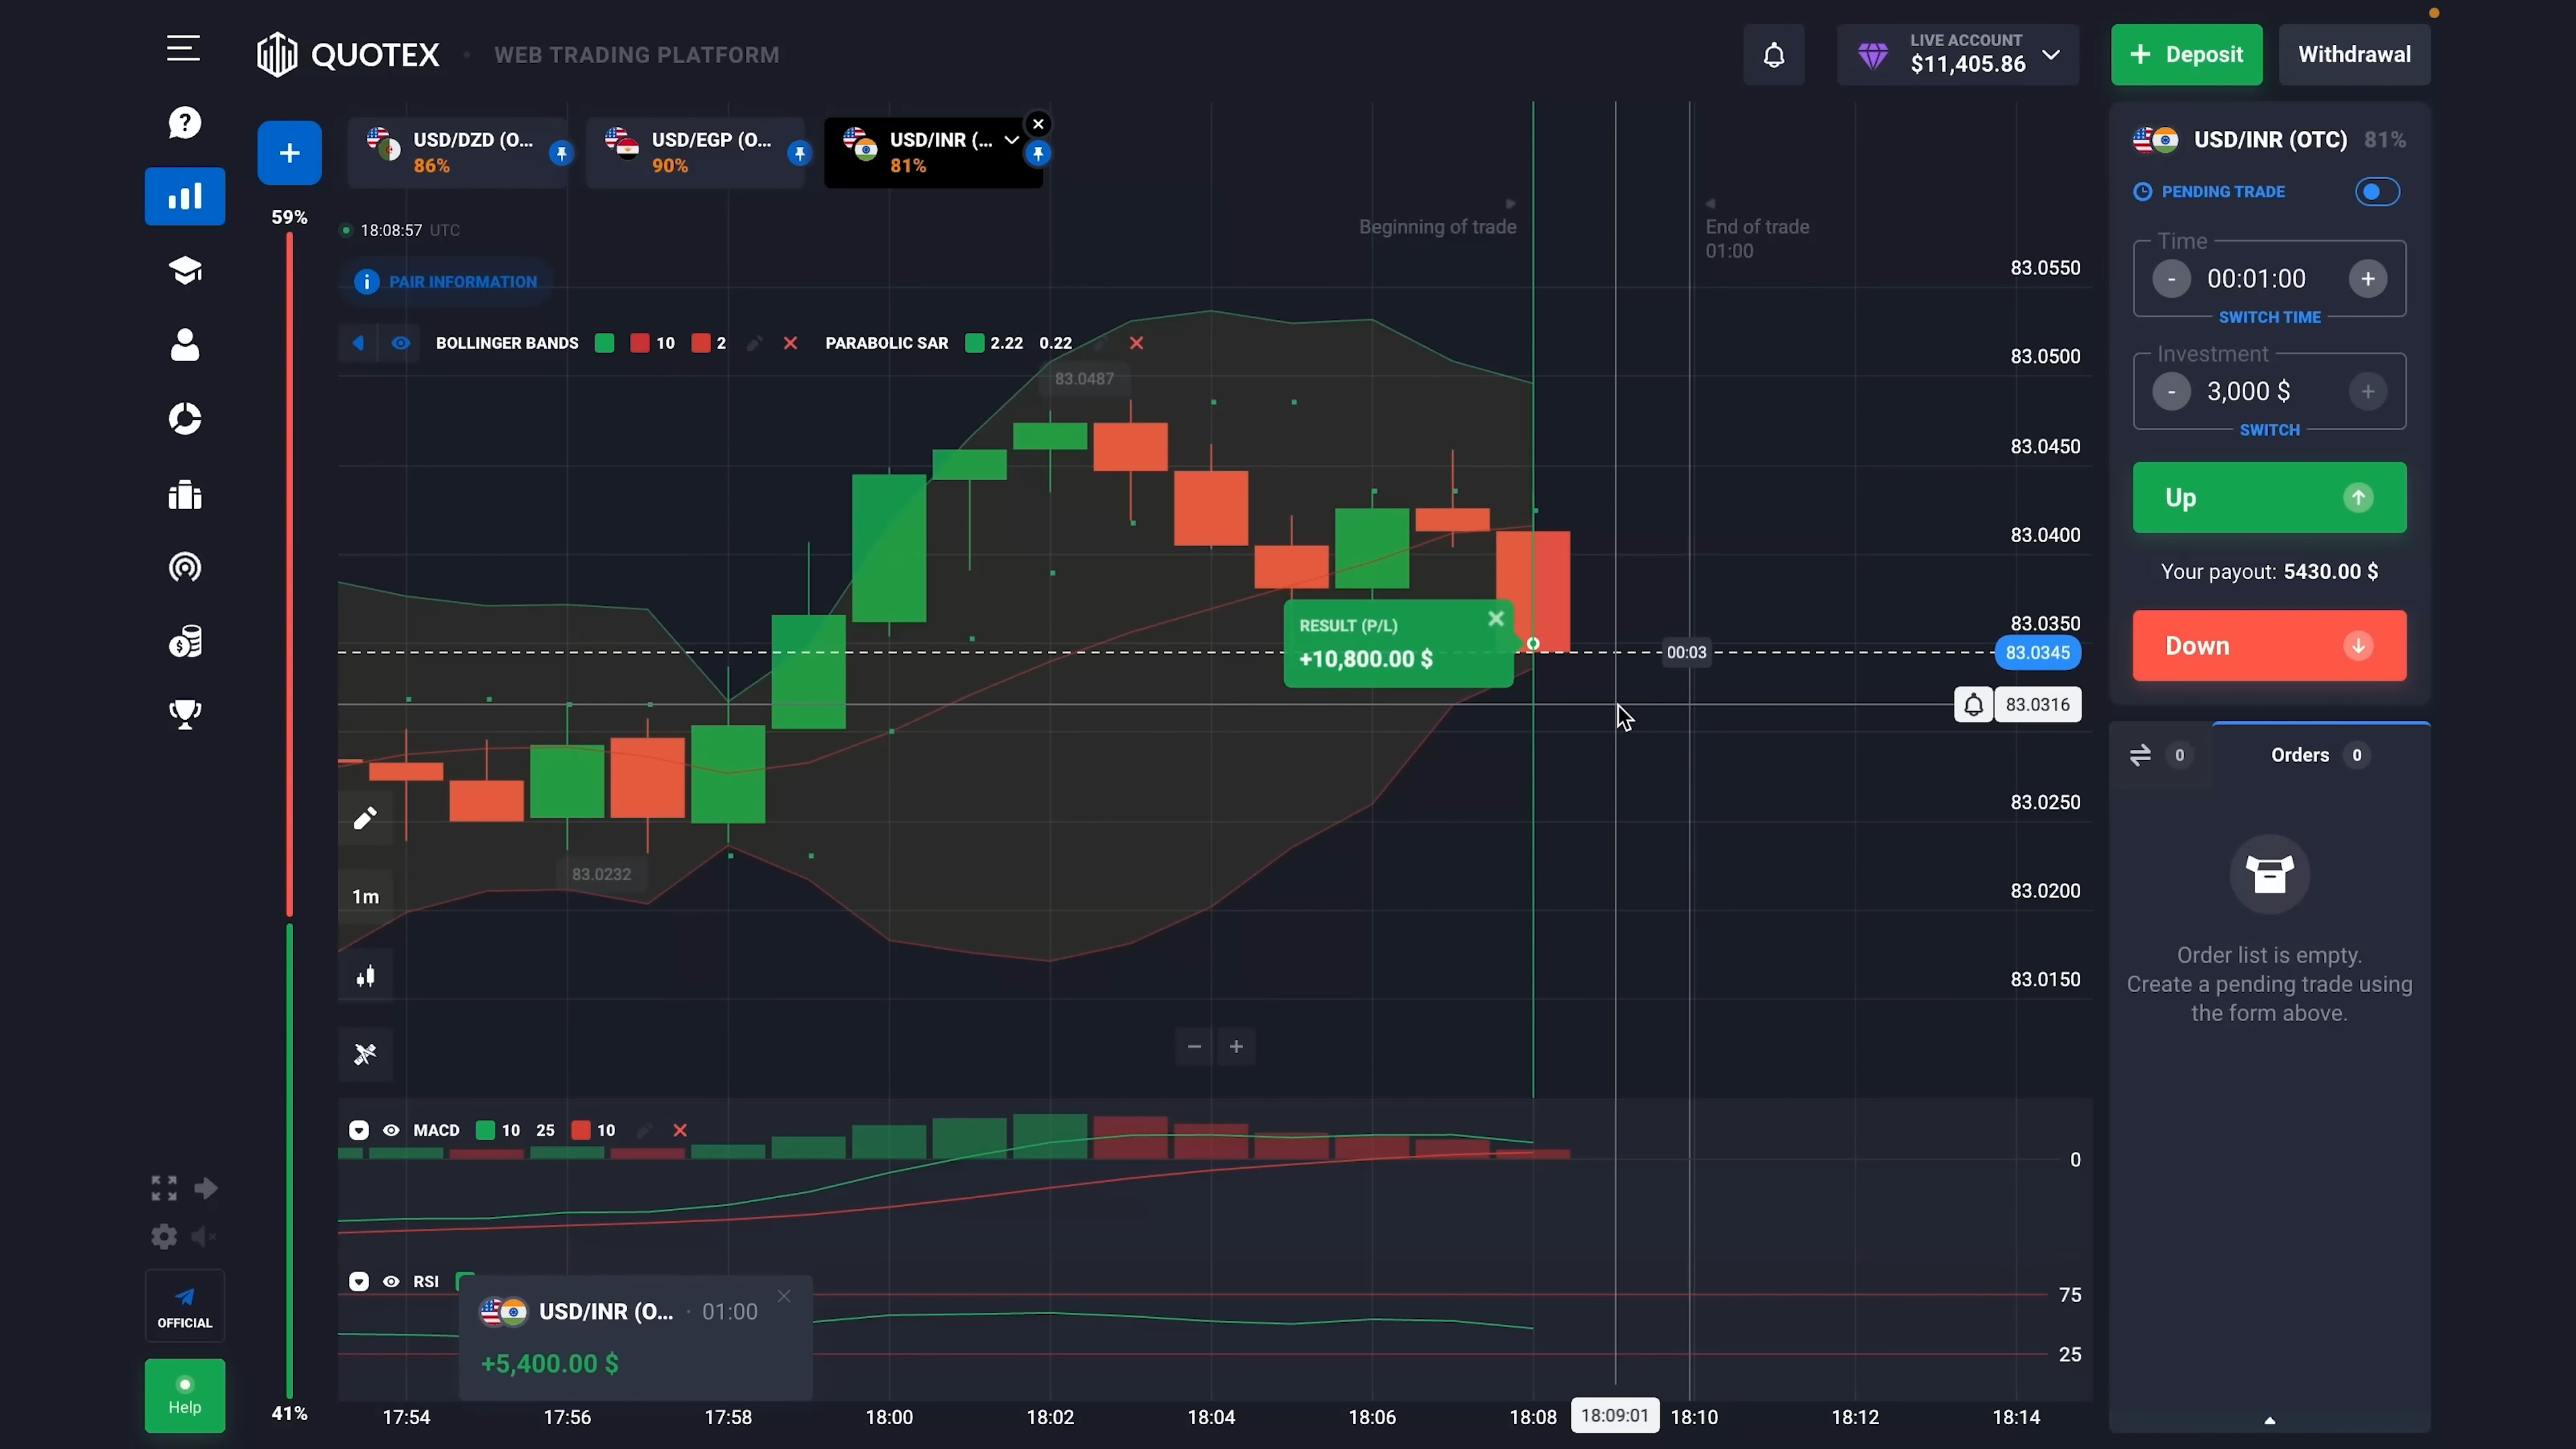 QUOTEX
WEB TRADING PLATFORM
LIVE ACCOUNT
$11,405.86
+ Deposit
Withdrawal
USD/DZD (O...
86%
USD/EGP (O...
90%
USD/INR (...
81%
59%
18:08:57 UTC
PAIR INFORMATION
BOLLINGER BANDS 10 2
PARABOLIC SAR 2.22 0.22
Beginning of trade
End of trade
01:00
83.0487
83.0232
RESULT (P/L)
+10,800.00 $
00:03
83.0550
83.0500
83.0450
83.0400
83.0350
83.0345
83.0316
83.0250
83.0200
83.0150
1m
MACD 10 25 10
0
RSI
75
25
USD/INR (O... · 01:00
+5,400.00 $
OFFICIAL
Help
41%
17:54
17:56
17:58
18:00
18:02
18:04
18:06
18:08
18:09:01
18:10
18:12
18:14
USD/INR (OTC) 81%
PENDING TRADE
Time
- 00:01:00 +
SWITCH TIME
Investment
- 3,000 $ +
SWITCH
Up
Your payout: 5430.00 $
Down
0
Orders 0
Order list is empty.
Create a pending trade using
the form above.